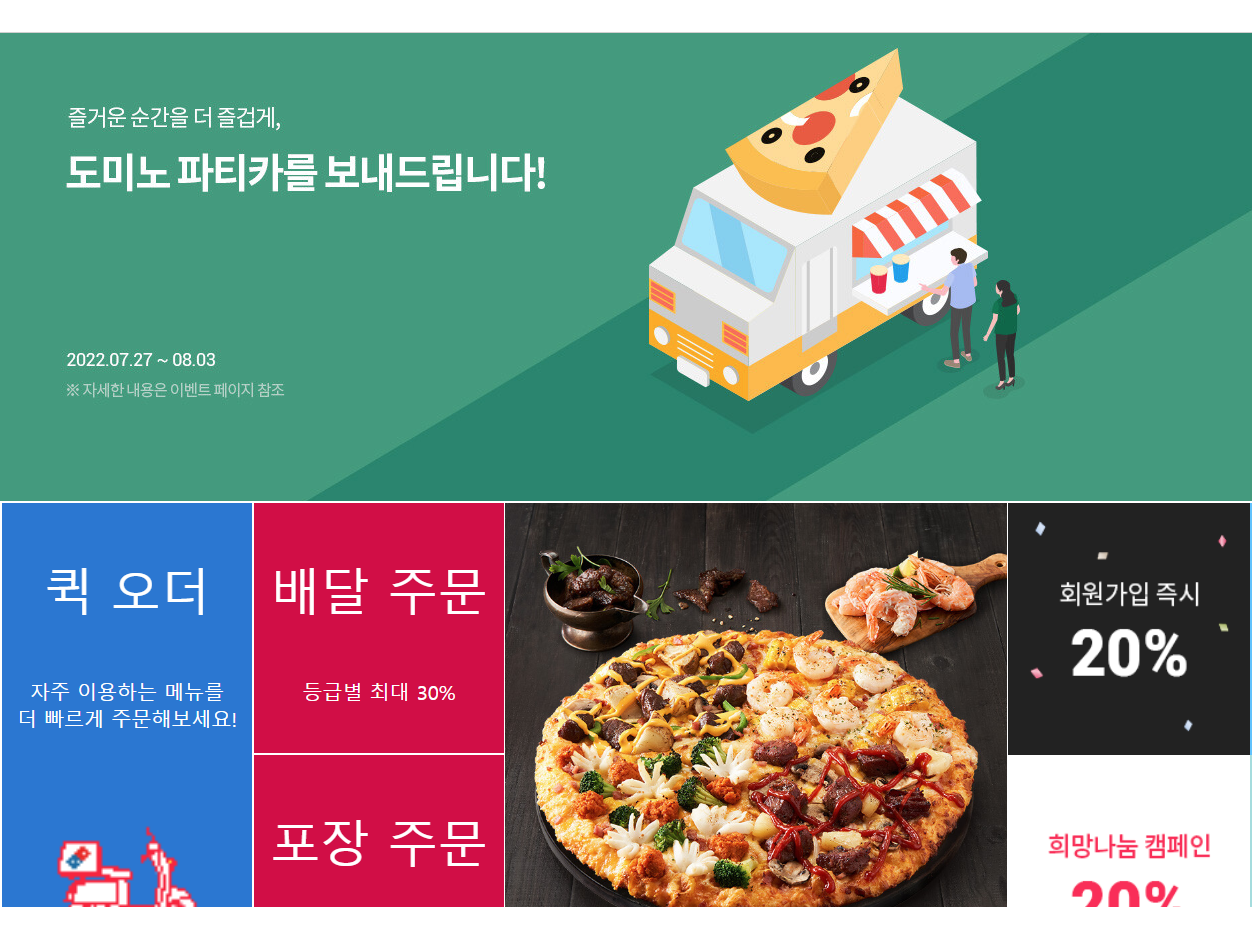 즐거운 순간을 더 즐겁게,
도미노 파티카를 보내드립니다!
2022.07.27 ~ 08.03
※ 자세한 내용은 이벤트 페이지 참조
퀵 오더
자주 이용하는 메뉴를
더 빠르게 주문해보세요!
배달 주문
등급별 최대 30%
포장 주문
회원가입 즉시
20%
희망나눔 캠페인
20%